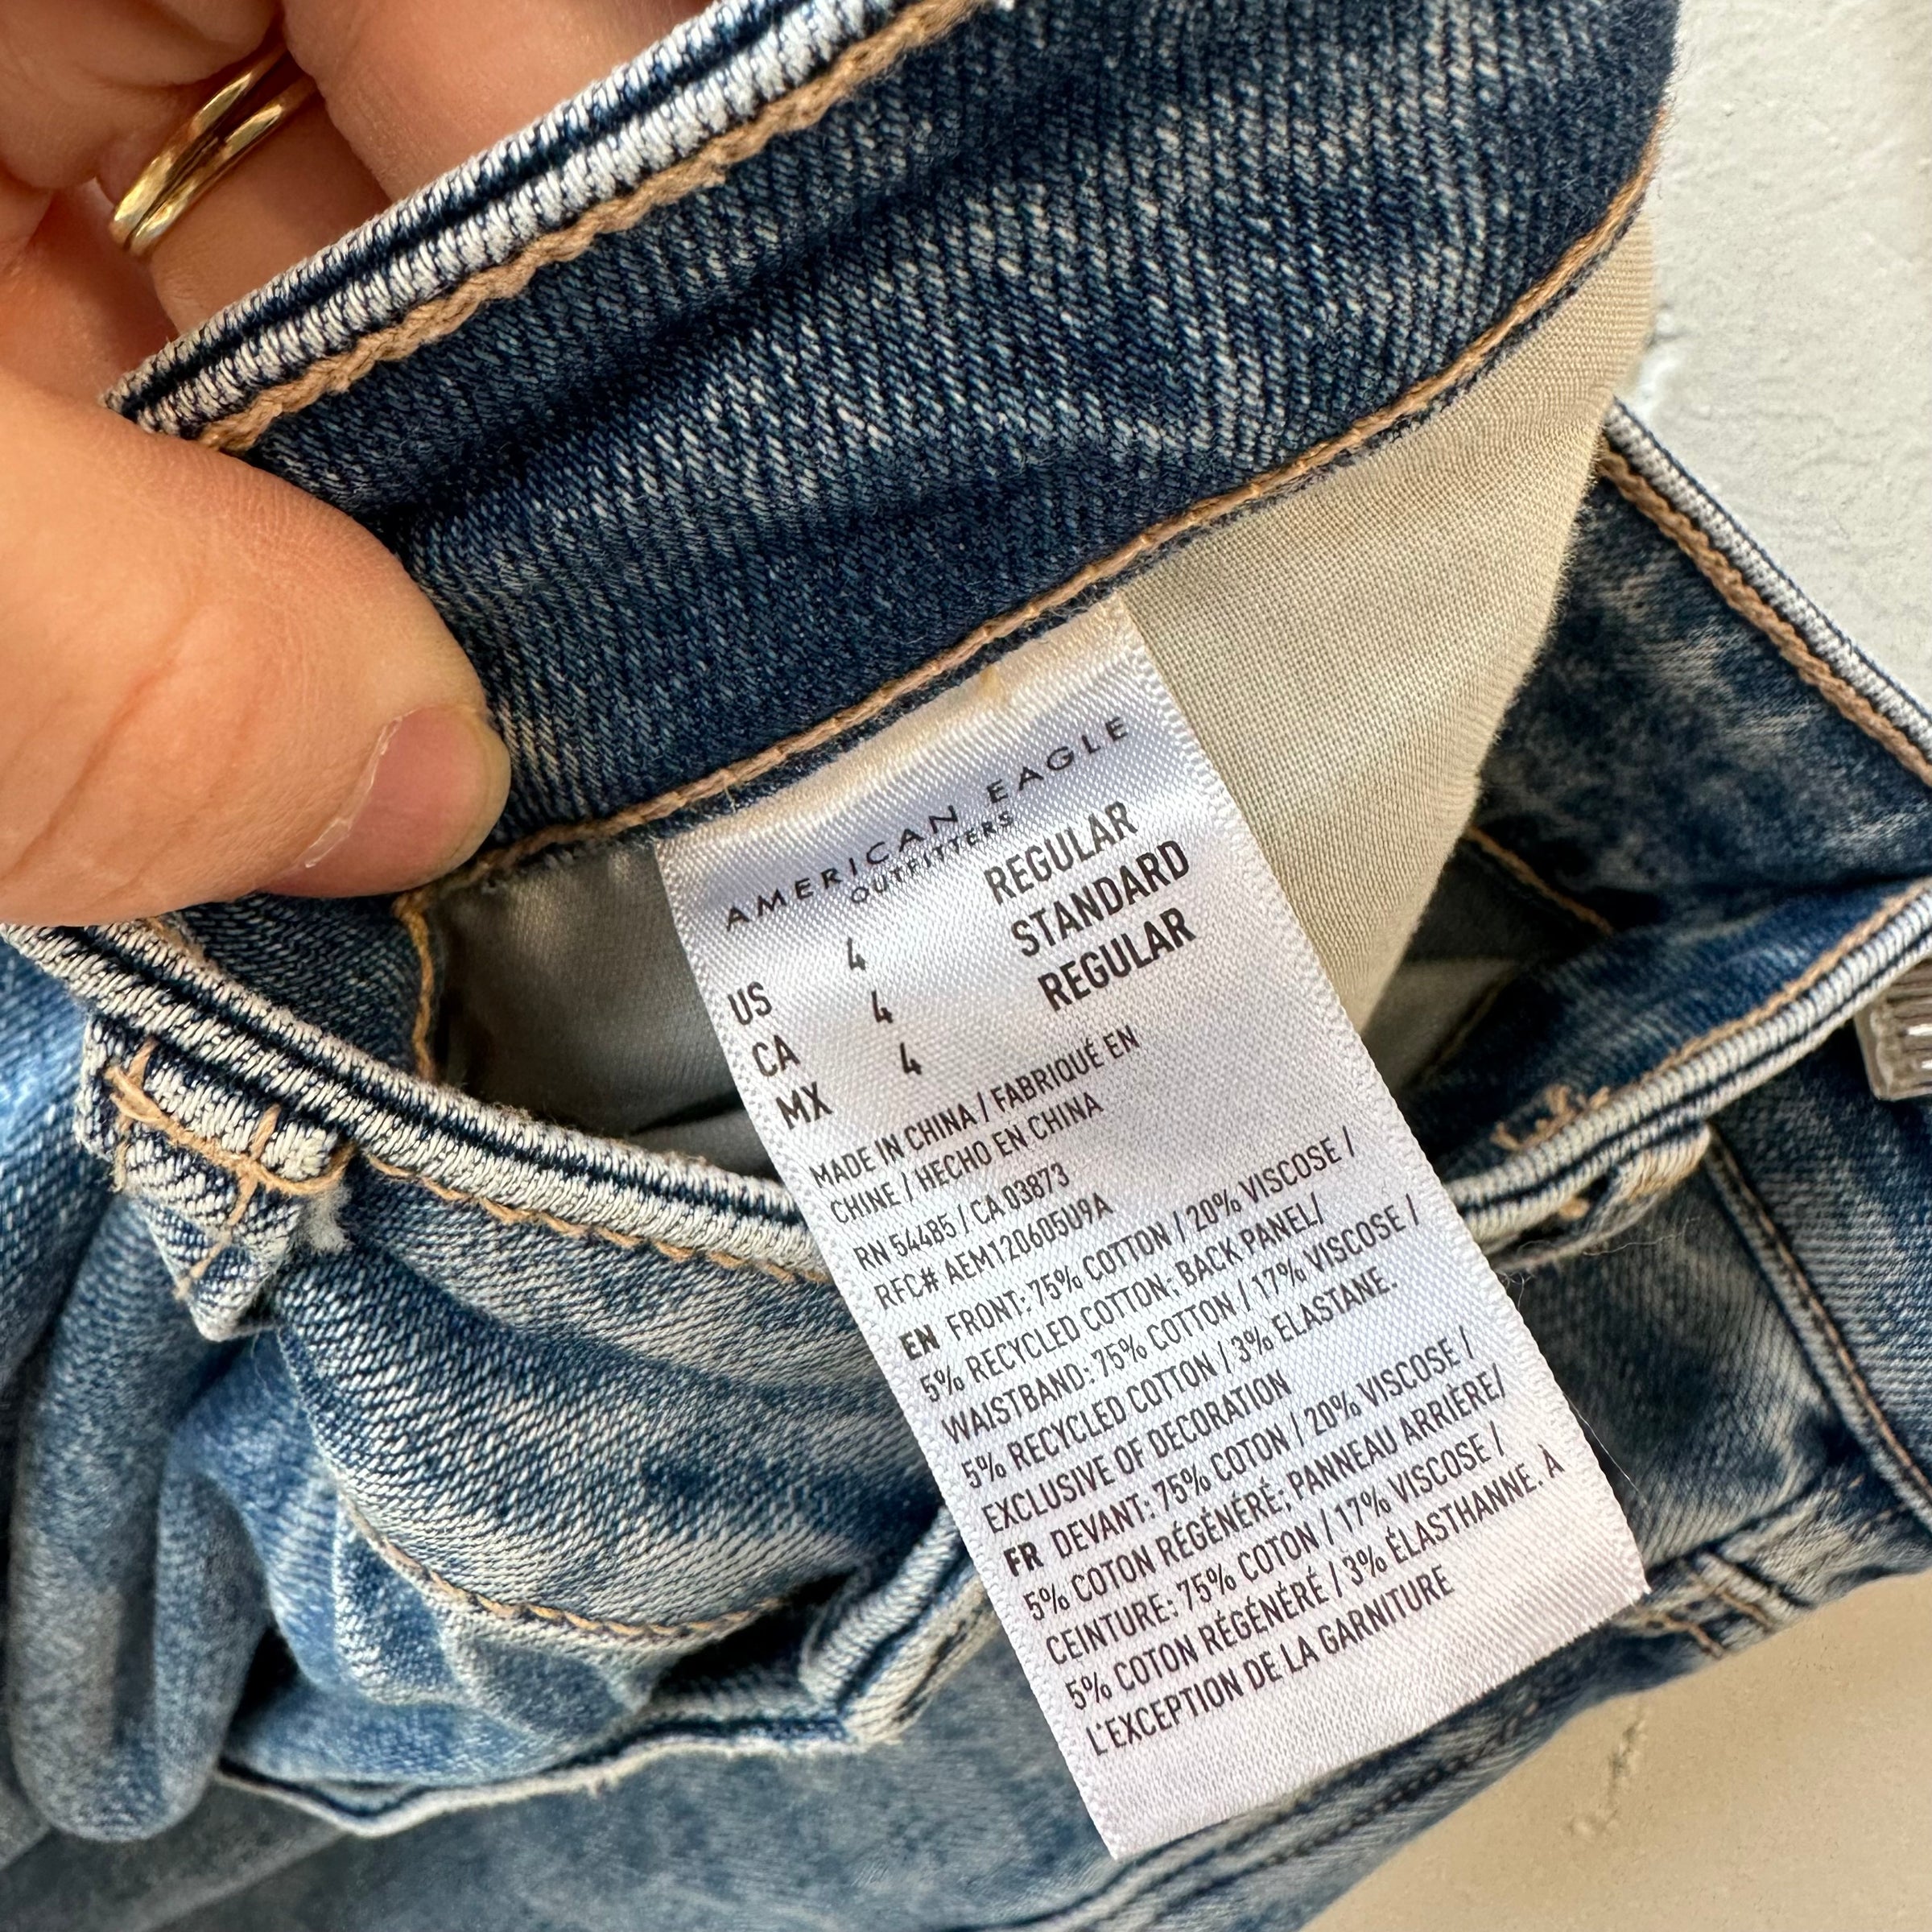 AMERICAN EAGLE
OUTFITTERS
US 4 REGULAR
CA 4 STANDARD
MX 4 REGULAR
MADE IN CHINA / FABRIQUÉ EN
CHINE / HECHO EN CHINA
RN 54485 / CA 03873
RFC# AEM120605U9A
EN FRONT: 75% COTTON / 20% VISCOSE /
5% RECYCLED COTTON; BACK PANEL/
WAISTBAND: 75% COTTON / 17% VISCOSE /
5% RECYCLED COTTON / 3% ELASTANE.
EXCLUSIVE OF DECORATION
FR DEVANT: 75% COTON / 20% VISCOSE /
5% COTON RÉGÉNÉRÉ; PANNEAU ARRIÈRE/
CEINTURE: 75% COTON / 17% VISCOSE /
5% COTON RÉGÉNÉRÉ / 3% ÉLASTHANNE. À
L'EXCEPTION DE LA GARNITURE